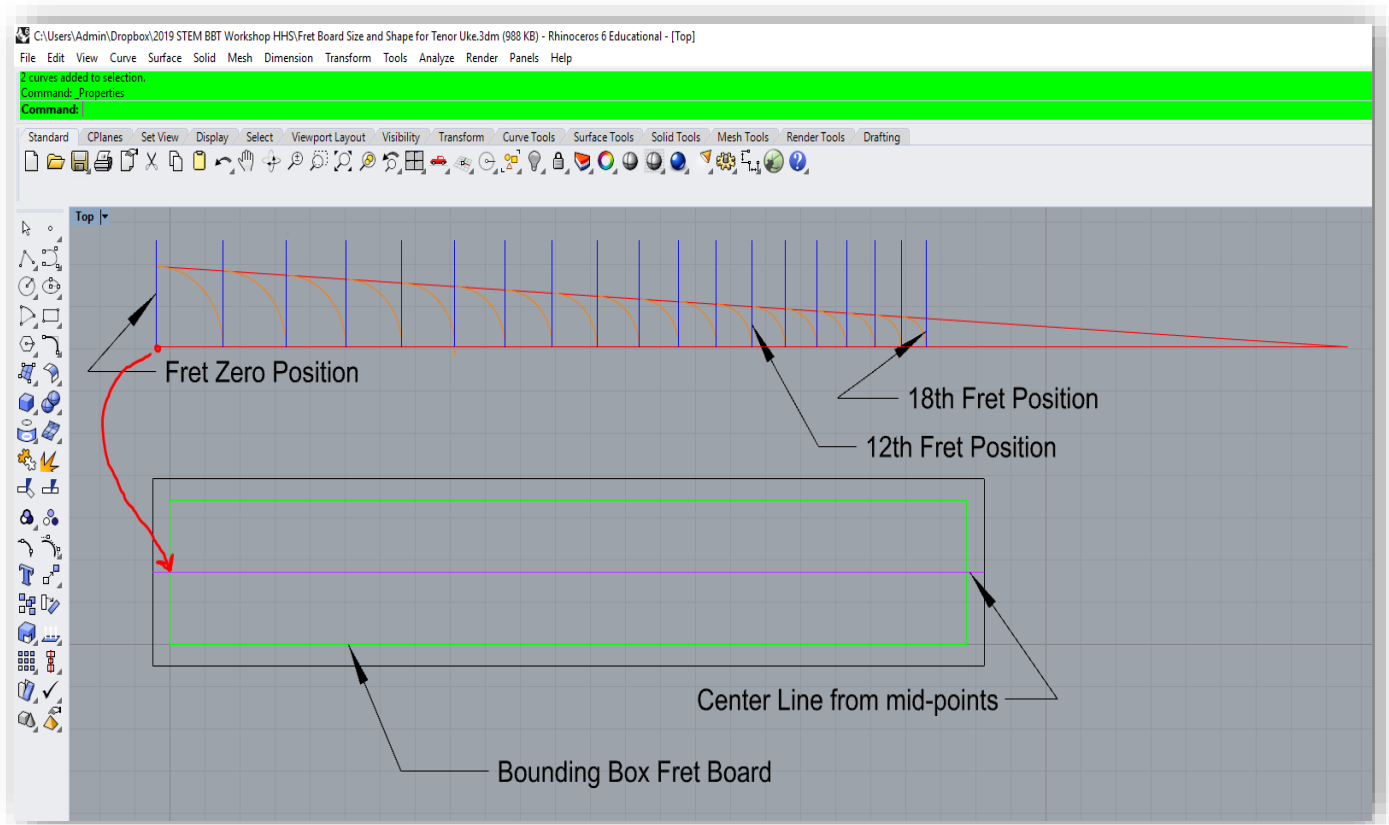 C:\Users\Admin\Dropbox\2019 STEM BBT Workshop HHS\Fret Board Size and Shape for Tenor Uke.3dm (988 KB) - Rhinoceros 6 Educational - [Top]
File Edit View Curve Surface Solid Mesh Dimension Transform Tools Analyze Render Panels Help
2 curves added to selection.
Command: _Properties
Command:
Standard CPlanes Set View Display Select Viewport Layout Visibility Transform Curve Tools Surface Tools Solid Tools Mesh Tools Render Tools Drafting
Top
Fret Zero Position
18th Fret Position
12th Fret Position
Center Line from mid-points
Bounding Box Fret Board